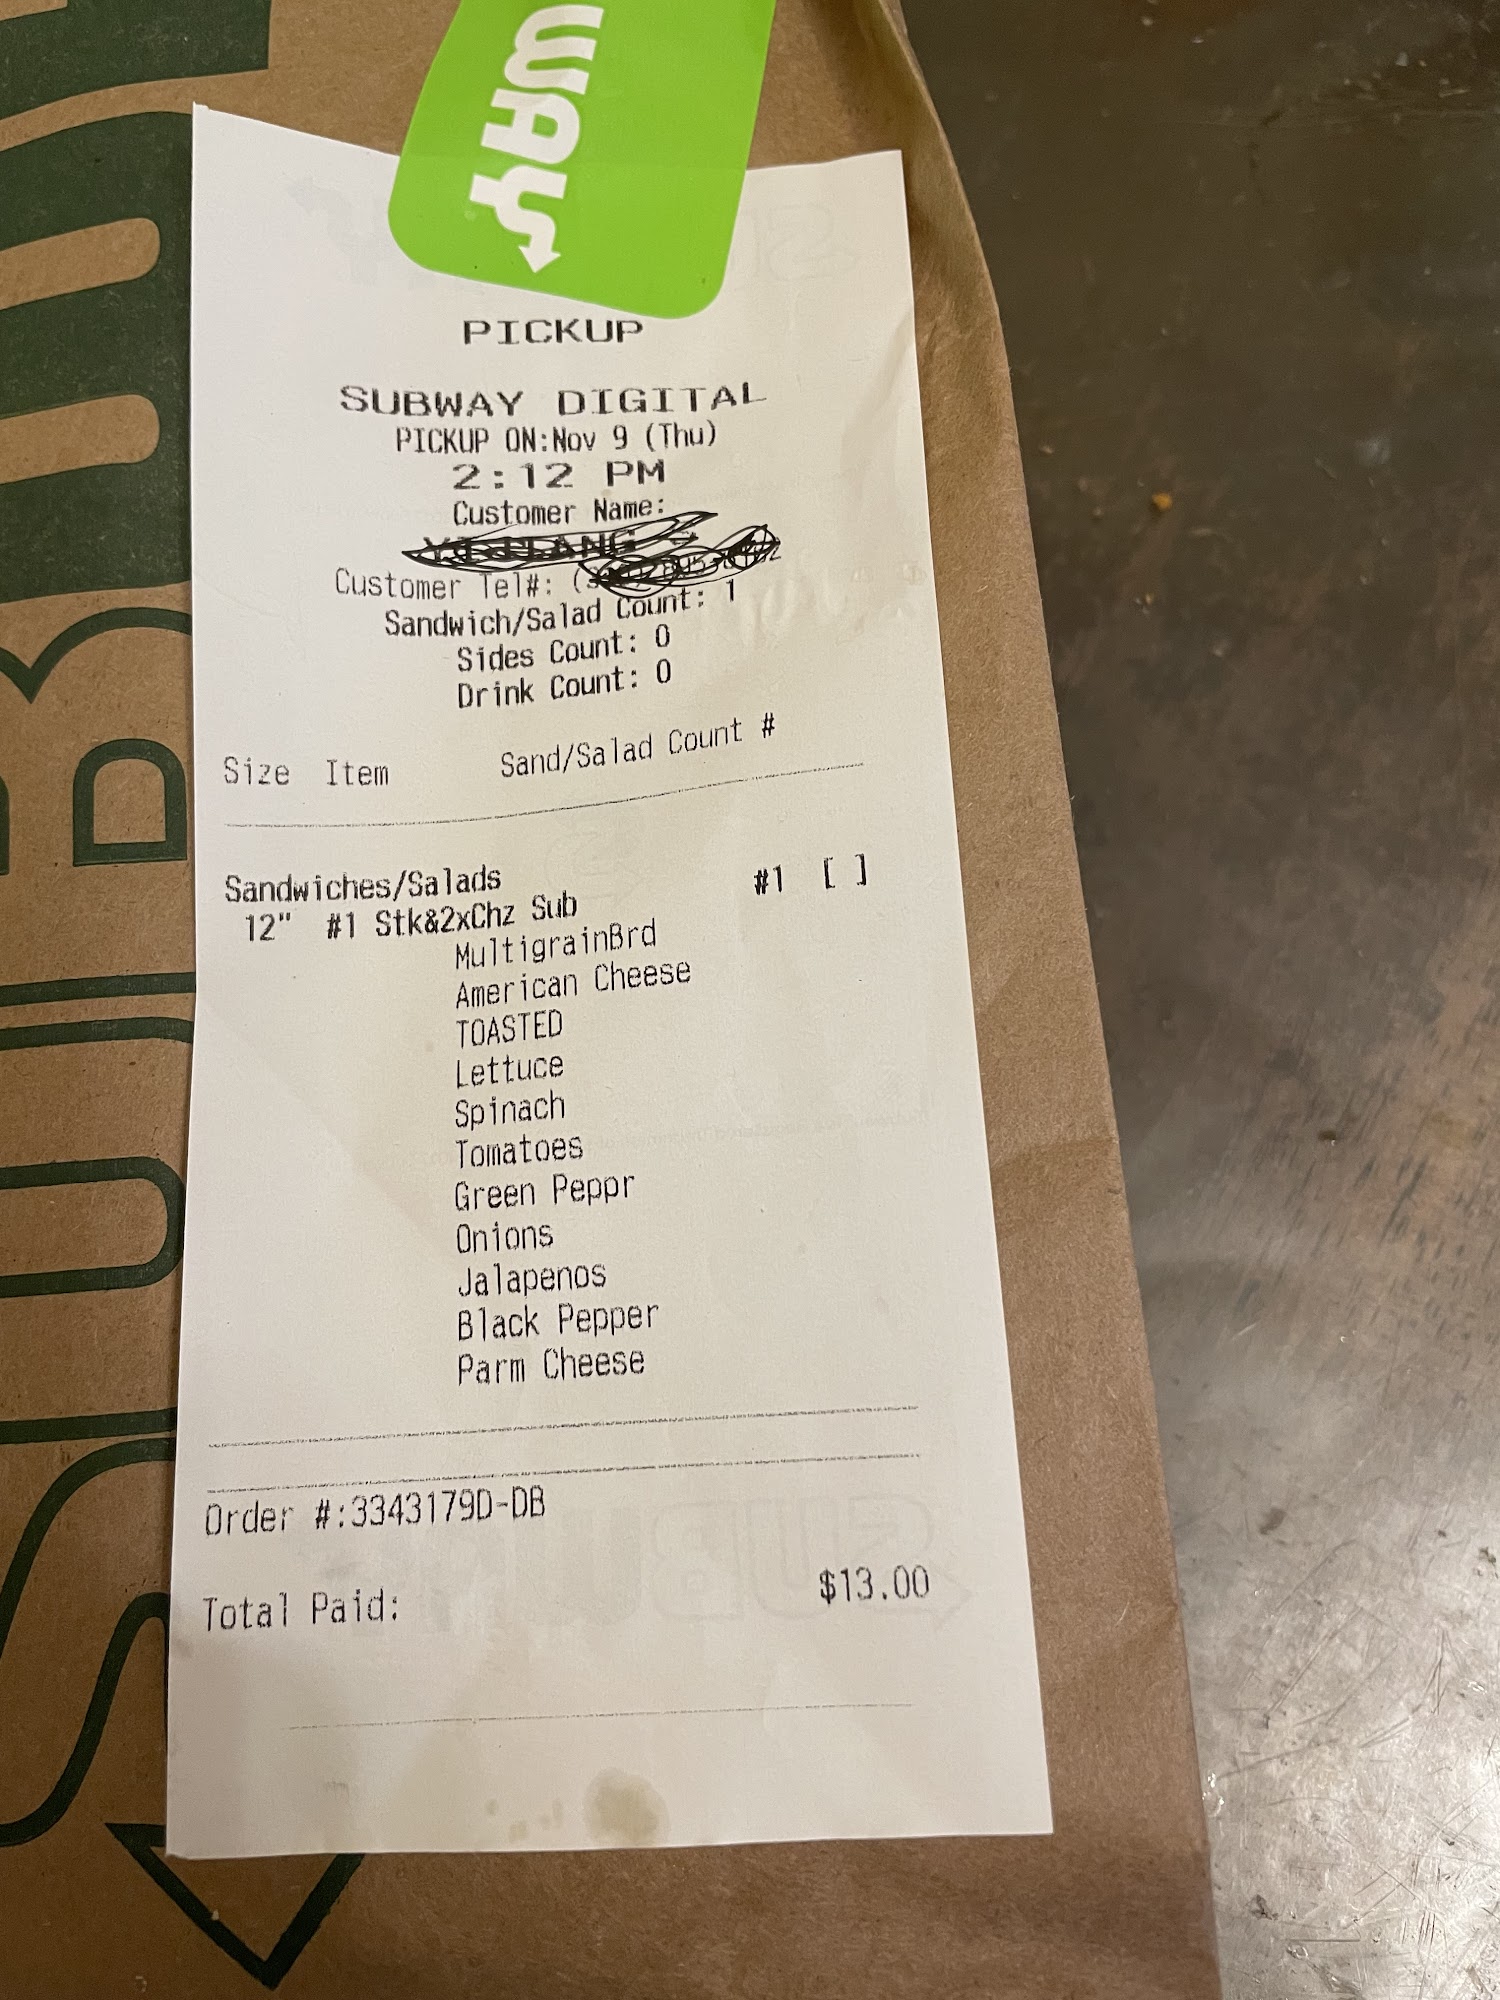 WAY
PICKUP
SUBWAY DIGITAL
PICKUP ON:Nov 9 (Thu)
2:12 PM
Customer Name:
Customer Tel#: (
Sandwich/Salad Count: 1
Sides Count: 0
Drink Count: 0
Size Item Sand/Salad Count #
Sandwiches/Salads #1 [ ]
12" #1 Stk&2xChz Sub
MultigrainBrd
American Cheese
TOASTED
Lettuce
Spinach
Tomatoes
Green Peppr
Onions
Jalapenos
Black Pepper
Parm Cheese
Order #:3343179D-DB
Total Paid: $13.00
SUB